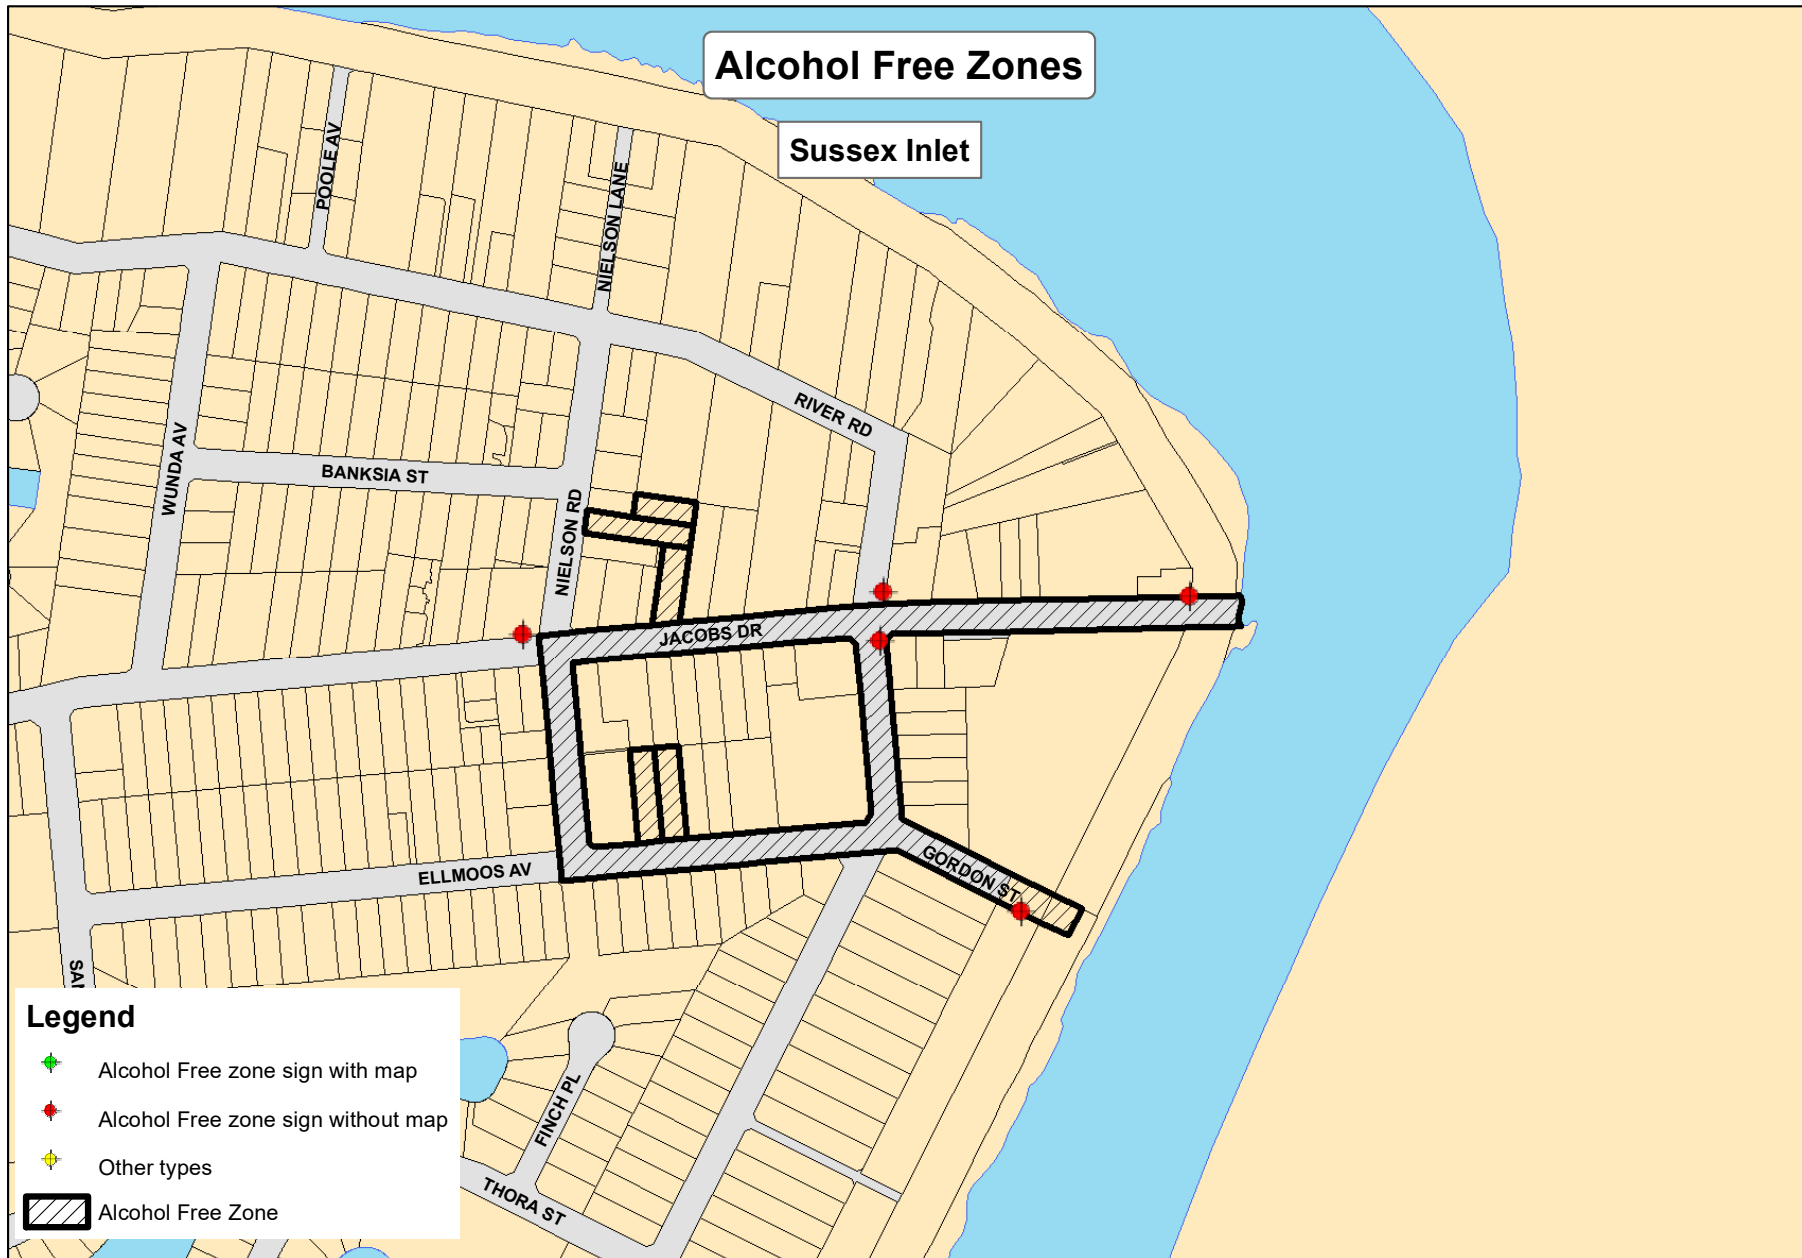 Alcohol Free Zones
Sussex Inlet
POOLE AV
NIELSON LANE
RIVER RD
WUNDA AV
BANKSIA ST
NIELSON RD
JACOBS DR
ELLMOOS AV
GORDON ST
FINCH PL
THORA ST
Legend
Alcohol Free zone sign with map
Alcohol Free zone sign without map
Other types
Alcohol Free Zone